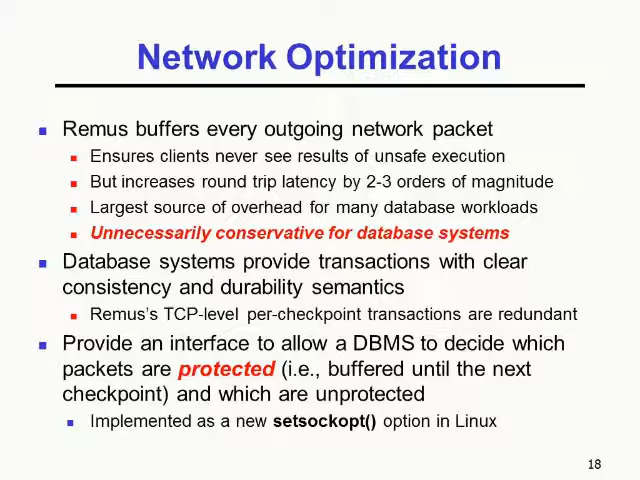 Network Optimization
Remus buffers every outgoing network packet
Ensures clients never see results of unsafe execution
But increases round trip latency by 2-3 orders of magnitude
Largest source of overhead for many database workloads
Unnecessarily conservative for database systems
Database systems provide transactions with clear
consistency and durability semantics
Remus's TCP-level per-checkpoint transactions are redundant
Provide an interface to allow a DBMS to decide which
packets are protected (i.e., buffered until the next
checkpoint) and which are unprotected
Implemented as a new setsockopt() option in Linux
18